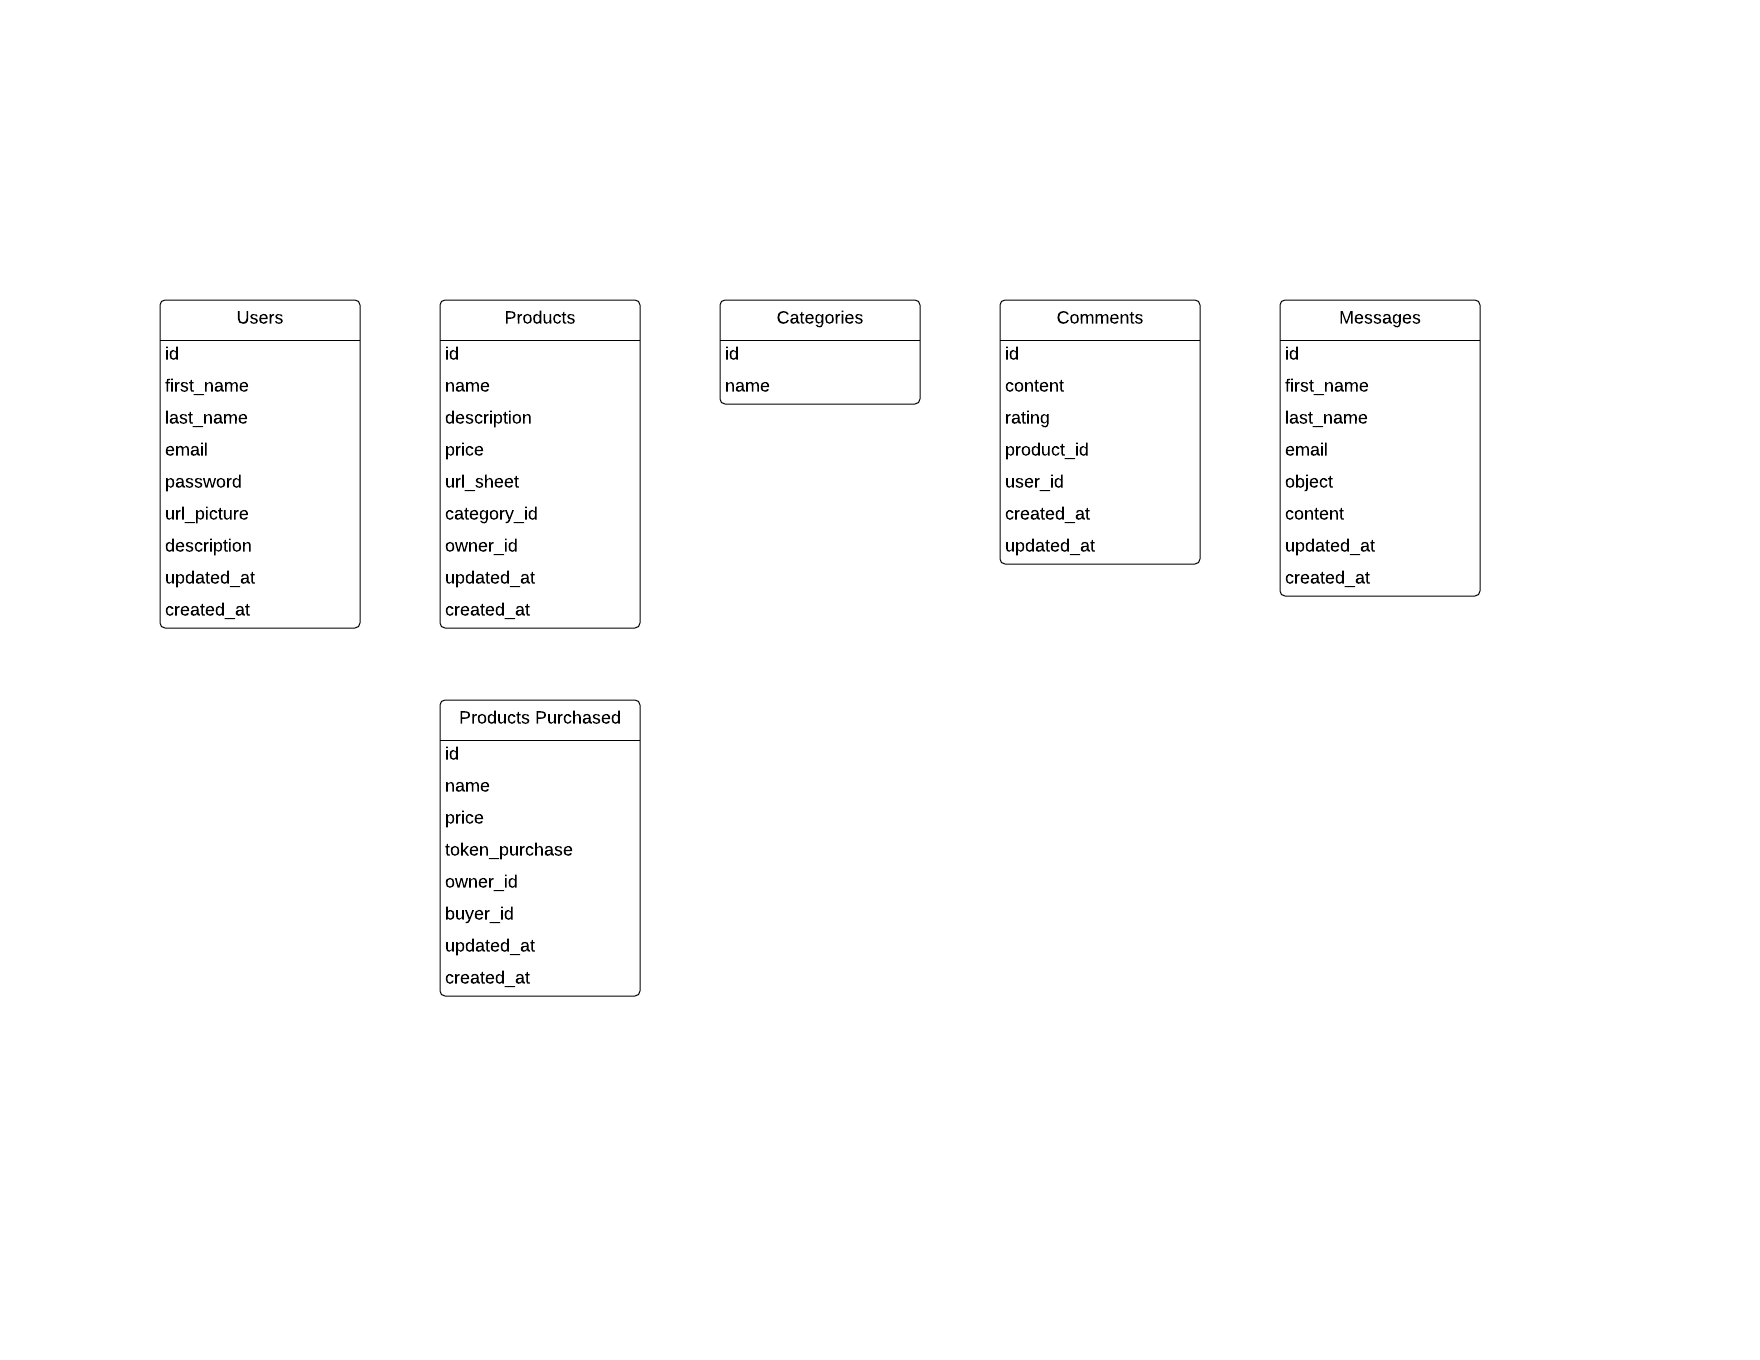 Users
id
first_name
last_name
email
password
url_picture
description
updated_at
created_at
Products
id
name
description
price
url_sheet
category_id
owner_id
updated_at
created_at
Categories
id
name
Comments
id
content
rating
product_id
user_id
created_at
updated_at
Messages
id
first_name
last_name
email
object
content
updated_at
created_at
Products Purchased
id
name
price
token_purchase
owner_id
buyer_id
updated_at
created_at